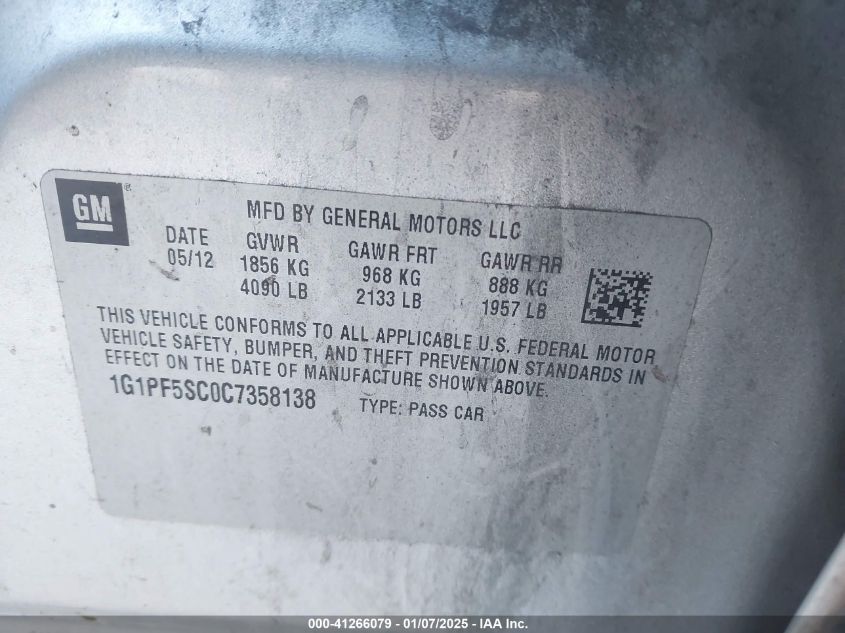 GM ®
MFD BY GENERAL MOTORS LLC
DATE GVWR GAWR FRT GAWR RR
05/12 1856 KG 968 KG 888 KG
4090 LB 2133 LB 1957 LB
THIS VEHICLE CONFORMS TO ALL APPLICABLE U.S. FEDERAL MOTOR
VEHICLE SAFETY, BUMPER, AND THEFT PREVENTION STANDARDS IN
EFFECT ON THE DATE OF MANUFACTURE SHOWN ABOVE.
1G1PF5SC0C7358138 TYPE: PASS CAR
000-41266079 - 01/07/2025 - IAA Inc.